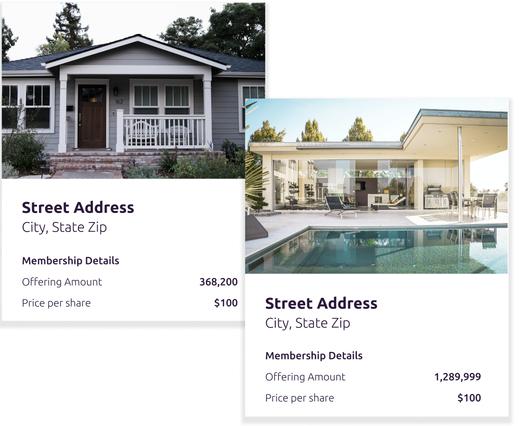 Street Address
City, State Zip
Membership Details
Offering Amount 368,200
Price per share $100
Street Address
City, State Zip
Membership Details
Offering Amount 1,289,999
Price per share $100